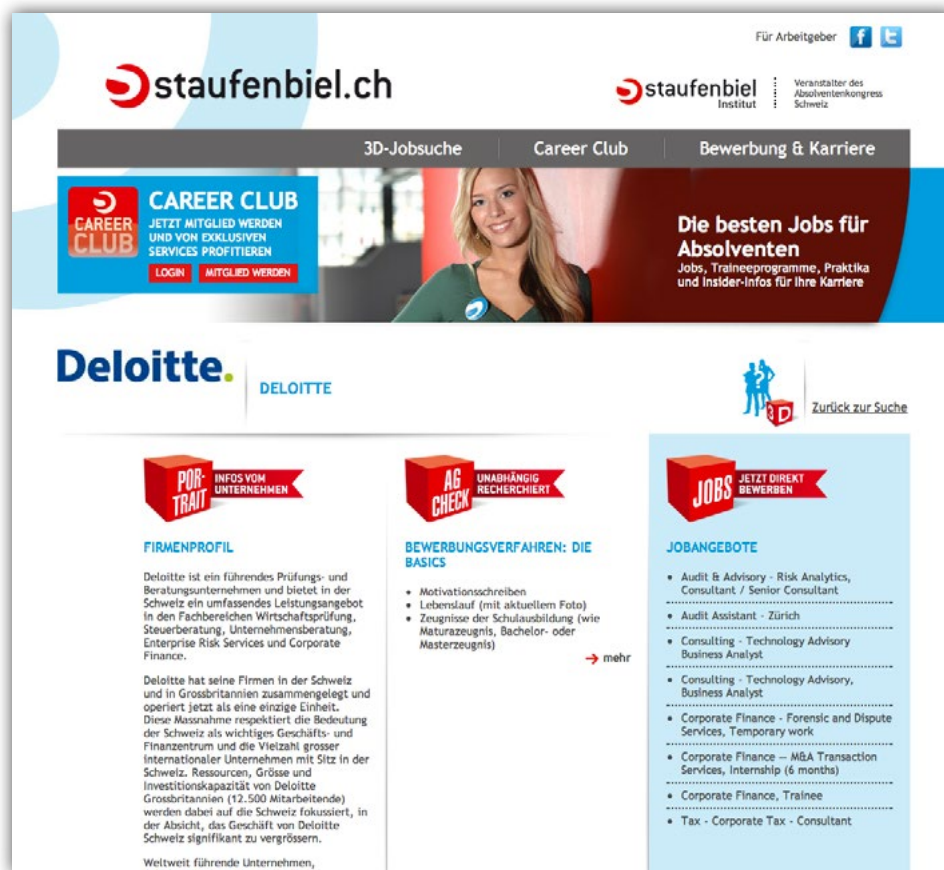 Für Arbeitgeber
staufenbiel.ch
staufenbiel
Institut
Veranstalter des
Absolventenkongress
Schweiz
3D-Jobsuche
Career Club
Bewerbung & Karriere
CAREER
CLUB
CAREER CLUB
JETZT MITGLIED WERDEN
UND VON EXKLUSIVEN
SERVICES PROFITIEREN
LOGIN
MITGLIED WERDEN
Die besten Jobs für
Absolventen
Jobs, Traineeprogramme, Praktika
und Insider-Infos für Ihre Karriere
Deloitte.
DELOITTE
?
3D
Zurück zur Suche
POR-
TRAIT
INFOS VOM
UNTERNEHMEN
FIRMENPROFIL
Deloitte ist ein führendes Prüfungs- und
Beratungsunternehmen und bietet in der
Schweiz ein umfassendes Leistungsangebot
in den Fachbereichen Wirtschaftsprüfung,
Steuerberatung, Unternehmensberatung,
Enterprise Risk Services und Corporate
Finance.
Deloitte hat seine Firmen in der Schweiz
und in Grossbritannien zusammengelegt und
operiert jetzt als eine einzige Einheit.
Diese Massnahme respektiert die Bedeutung
der Schweiz als wichtiges Geschäfts- und
Finanzzentrum und die Vielzahl grosser
internationaler Unternehmen mit Sitz in der
Schweiz. Ressourcen, Grösse und
Investitionskapazität von Deloitte
Grossbritannien (12.500 Mitarbeitende)
werden dabei auf die Schweiz fokussiert, in
der Absicht, das Geschäft von Deloitte
Schweiz signifikant zu vergrössern.
Weltweit führende Unternehmen,
AG
CHECK
UNABHÄNGIG
RECHERCHIERT
BEWERBUNGSVERFAHREN: DIE
BASICS
• Motivationsschreiben
• Lebenslauf (mit aktuellem Foto)
• Zeugnisse der Schulausbildung (wie
Maturazeugnis, Bachelor- oder
Masterzeugnis)
→ mehr
JOBS
JETZT DIREKT
BEWERBEN
JOBANGEBOTE
• Audit & Advisory - Risk Analytics,
Consultant / Senior Consultant
• Audit Assistant - Zürich
• Consulting - Technology Advisory
Business Analyst
• Consulting - Technology Advisory,
Business Analyst
• Corporate Finance - Forensic and Dispute
Services, Temporary work
• Corporate Finance -- M&A Transaction
Services, Internship (6 months)
• Corporate Finance, Trainee
• Tax - Corporate Tax - Consultant